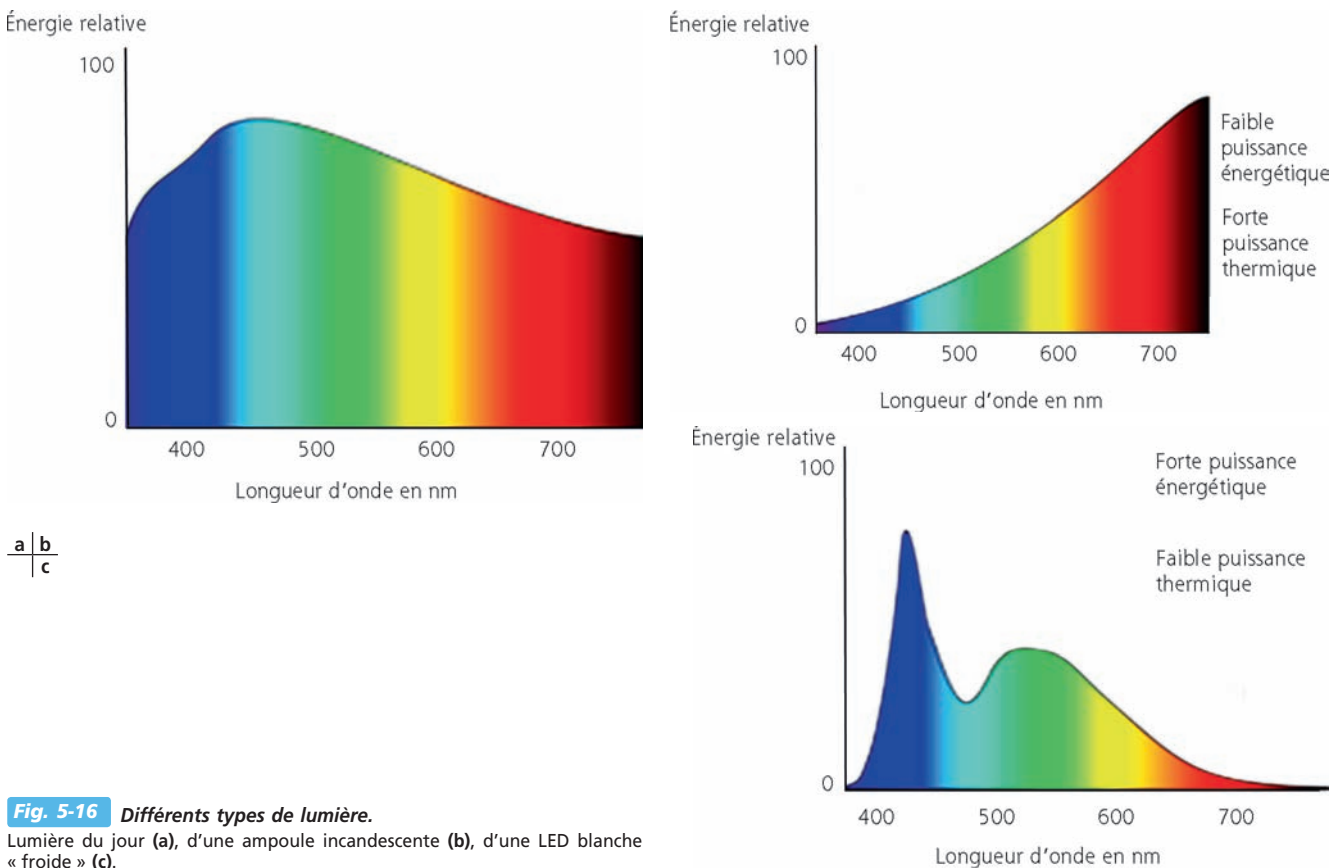 Énergie relative
100
0
400 500 600 700
Longueur d'onde en nm
Énergie relative
100
0
400 500 600 700
Longueur d'onde en nm
Faible
puissance
énergétique
Forte
puissance
thermique
Énergie relative
100
0
400 500 600 700
Longueur d'onde en nm
Forte puissance
énergétique
Faible puissance
thermique
a b
c
Fig. 5-16 Différents types de lumière.
Lumière du jour (a), d'une ampoule incandescente (b), d'une LED blanche
« froide » (c).